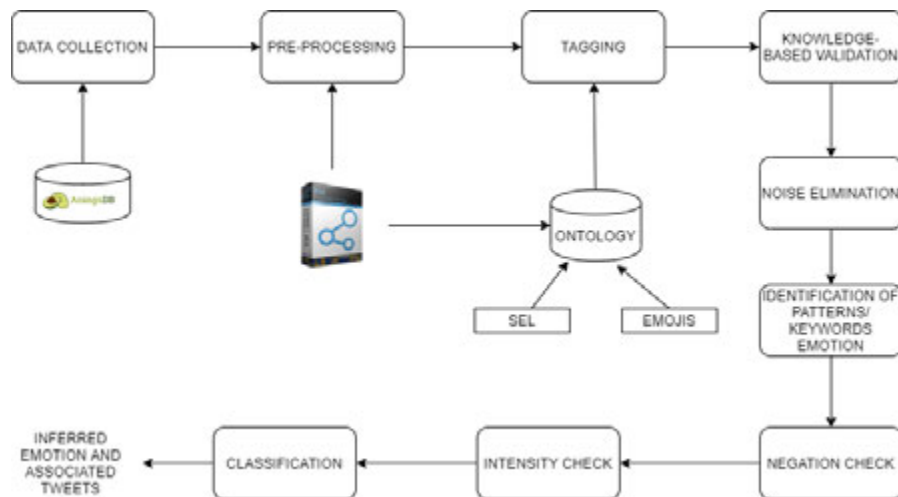 DATA COLLECTION
PRE-PROCESSING
TAGGING
KNOWLEDGE-
BASED VALIDATION
ArangoDB
NOISE ELIMINATION
ONTOLOGY
SEL
EMOJIS
IDENTIFICATION OF
PATTERNS/
KEYWORDS
EMOTION
INFERRED
EMOTION AND
ASSOCIATED
TWEETS
CLASSIFICATION
INTENSITY CHECK
NEGATION CHECK